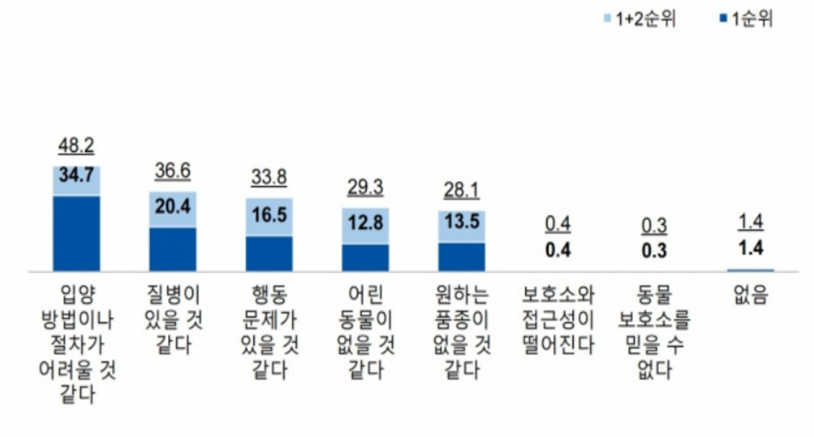 1+2순위 1순위
48.2 36.6 33.8 29.3 28.1 0.4 0.3 1.4
34.7 20.4 16.5 12.8 13.5 0.4 0.3 1.4
입양
방법이나
절차가
어려울 것
같다
질병이
있을 것
같다
행동
문제가
있을 것
같다
어린
동물이
없을 것
같다
원하는
품종이
없을 것
같다
보호소와
접근성이
떨어진다
동물
보호소를
믿을 수
없다
없음